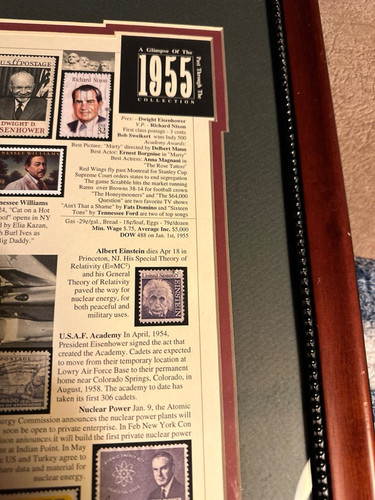 U.S. POSTAGE
DWIGHT D.
EISENHOWER
Richard Nixon
A Glimpse Of The
1955
Past Through The
COLLECTION
Pres - Dwight Eisenhower
V.P. - Richard Nixon
First class postage - 3 cents
Bob Sweikert wins Indy 500
Academy Awards:
Best Picture: "Marty" directed by Delbert Mann
Best Actor: Ernest Borgnine in "Marty"
Best Actress: Anna Magnani in
"The Rose Tattoo"
Red Wings fly past Montreal for Stanley Cup
Supreme Court orders states to end segregation
The game Scrabble hits the market running
Rams over Browns 38-14 for football crown
"The Honeymooners" and "The $64,000
Question" are two favorite TV shows
"Ain't That a Shame" by Fats Domino and "Sixteen
Tons" by Tennessee Ford are two of top songs
Gas -29¢/gal., Bread - 18¢/loaf, Eggs - 79¢/dozen
Min. Wage $.75, Average Inc. $5,000
DOW 488 on Jan. 1st, 1955
TENNESSEE WILLIAMS
nessee Williams
4, "Cat on a Hot
" opens in NY
d by Elia Kazan,
h Burl Ives as
ig Daddy."
Albert Einstein dies Apr 18 in
Princeton, NJ. His Special Theory of
Relativity (E=MC²)
and his General
Theory of Relativity
paved the way for
nuclear energy, for
both peaceful and
military uses.
EINSTEIN
U.S.A.F. Academy In April, 1954,
President Eisenhower signed the act that
created the Academy. Cadets are expected to
move from their temporary location at
Lowry Air Force Base to their permanent
home near Colorado Springs, Colorado, in
August, 1958. The academy to date has
taken its first 306 cadets.
Nuclear Power Jan. 9, the Atomic
ergy Commission announces the nuclear power plants will
soon be open to private enterprise. In Feb New York Con
ison announces it will build the first private nuclear power
at Indian Point. In May
US and Turkey agree to
are data and material for
nuclear energy.